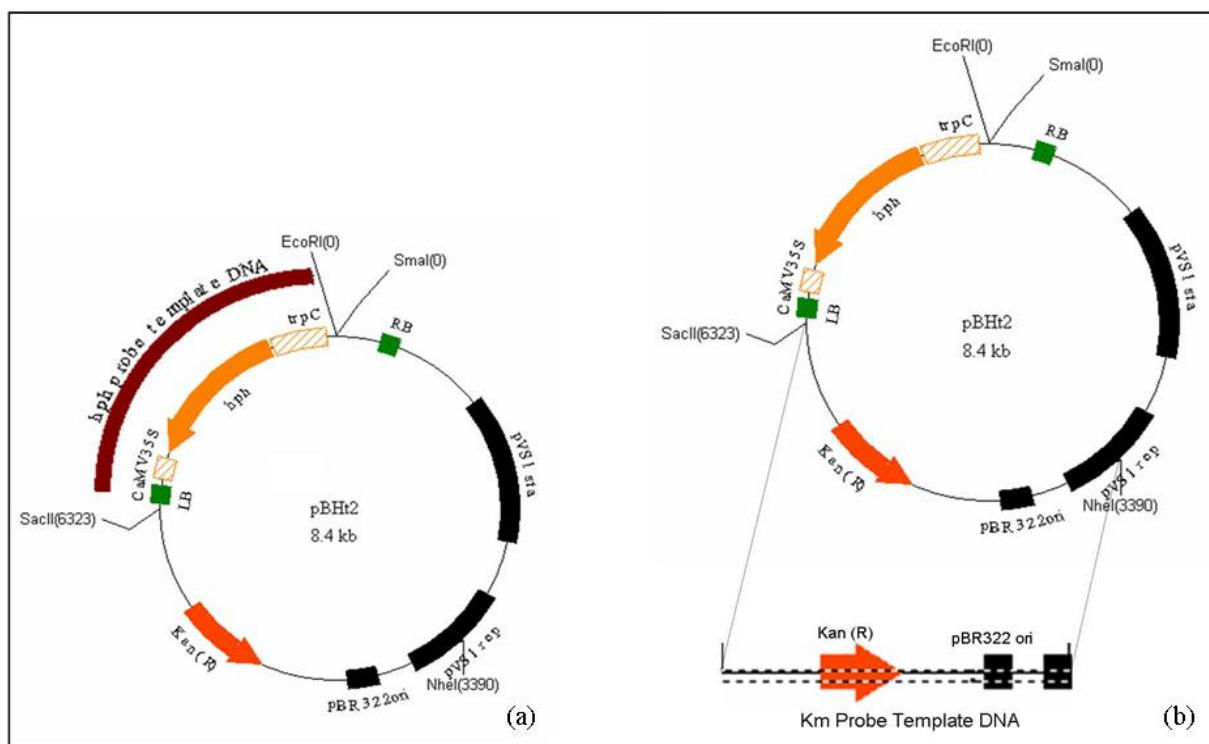 EcoRI(0)
SmaI(0)
trpC
RB
hph
CaMV35S
LB
SacII(6323)
hph probe template DNA
pBHt2
8.4 kb
pVS1 sta
pVS1 rep
NheI(3390)
pBR322ori
Kan(R)
(a)
EcoRI(0)
SmaI(0)
trpC
RB
hph
CaMV35S
LB
SacII(6323)
pBHt2
8.4 kb
pVS1 sta
pVS1 rep
NheI(3390)
pBR322ori
Kan(R)
Kan (R)
pBR322 ori
Km Probe Template DNA
(b)